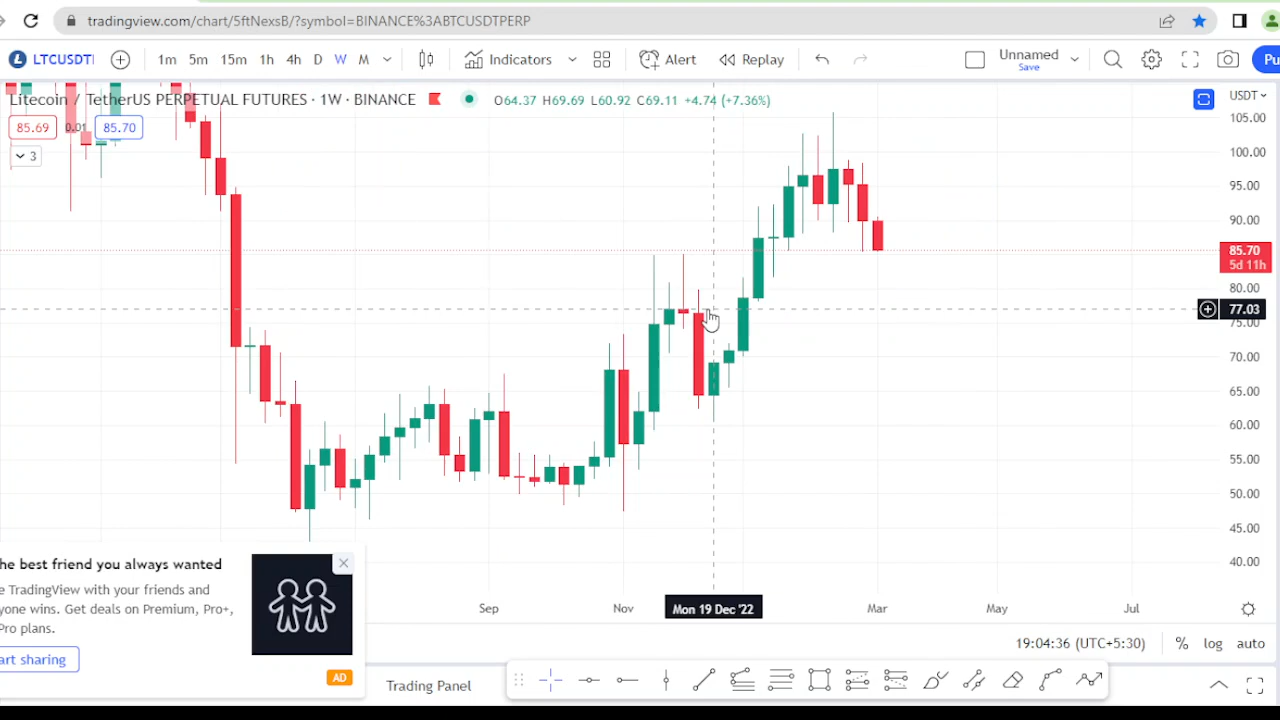 tradingview.com/chart/5ftNexsB/?symbol=BINANCE%3ABTCUSDTPERP
LTCUSDT 1m 5m 15m 1h 4h D W M Indicators Alert Replay Unnamed
Save
Litecoin / TetherUS PERPETUAL FUTURES · 1W · BINANCE O64.37 H69.69 L60.92 C69.11 +4.74 (+7.36%) USDT
85.69 0.01 85.70
3
105.00
100.00
95.00
90.00
85.70
5d 11h
80.00
77.03
75.00
70.00
65.00
60.00
55.00
50.00
45.00
40.00
he best friend you always wanted
e TradingView with your friends and
yone wins. Get deals on Premium, Pro+,
Pro plans.
art sharing
AD
Sep Nov Mon 19 Dec '22 Mar May Jul
19:04:36 (UTC+5:30) % log auto
Trading Panel